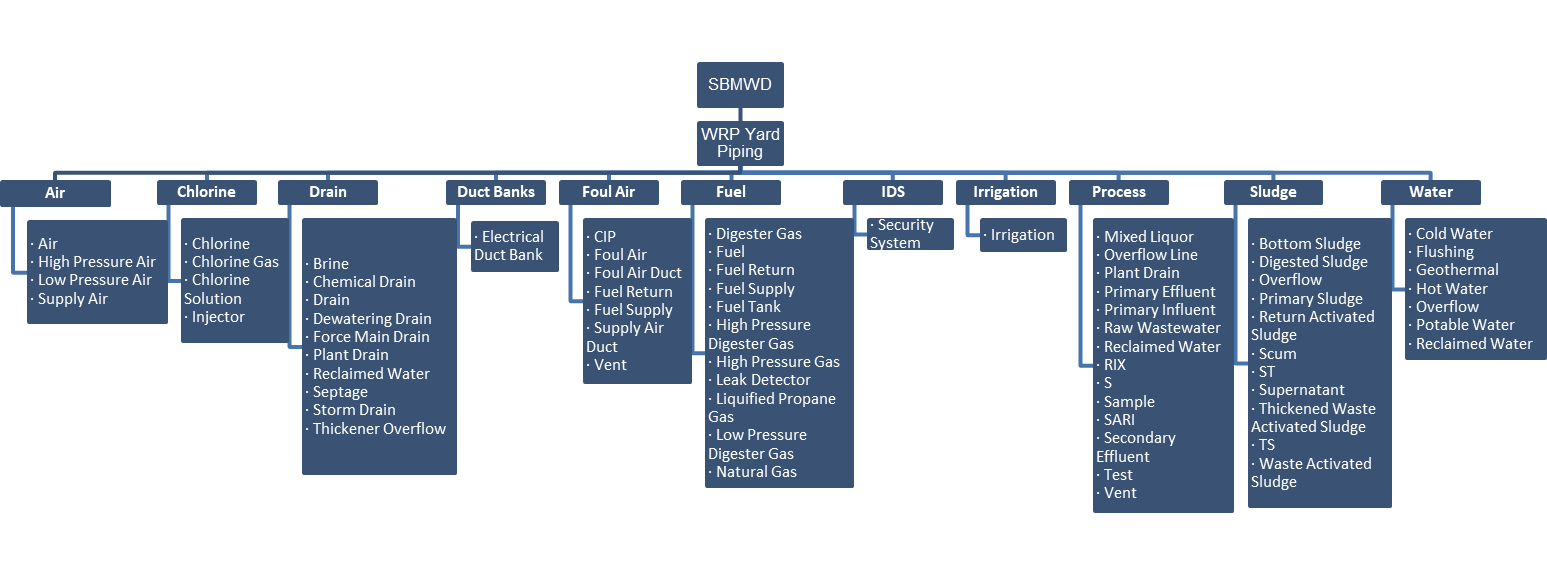 SBMWD
WRP Yard
Piping
Air
· Air
· High Pressure Air
· Low Pressure Air
· Supply Air
Chlorine
· Chlorine
· Chlorine Gas
· Chlorine
Solution
· Injector
Drain
· Brine
· Chemical Drain
· Drain
· Dewatering Drain
· Force Main Drain
· Plant Drain
· Reclaimed Water
· Septage
· Storm Drain
· Thickener Overflow
Duct Banks
· Electrical
Duct Bank
Foul Air
· CIP
· Foul Air
· Foul Air Duct
· Fuel Return
· Fuel Supply
· Supply Air
Duct
· Vent
Fuel
· Digester Gas
· Fuel
· Fuel Return
· Fuel Supply
· Fuel Tank
· High Pressure
Digester Gas
· High Pressure Gas
· Leak Detector
· Liquified Propane
Gas
· Low Pressure
Digester Gas
· Natural Gas
IDS
· Security
System
Irrigation
· Irrigation
Process
· Mixed Liquor
· Overflow Line
· Plant Drain
· Primary Effluent
· Primary Influent
· Raw Wastewater
· Reclaimed Water
· RIX
· S
· Sample
· SARI
· Secondary
Effluent
· Test
· Vent
Sludge
· Bottom Sludge
· Digested Sludge
· Overflow
· Primary Sludge
· Return Activated
Sludge
· Scum
· ST
· Supernatant
· Thickened Waste
Activated Sludge
· TS
· Waste Activated
Sludge
Water
· Cold Water
· Flushing
· Geothermal
· Hot Water
· Overflow
· Potable Water
· Reclaimed Water